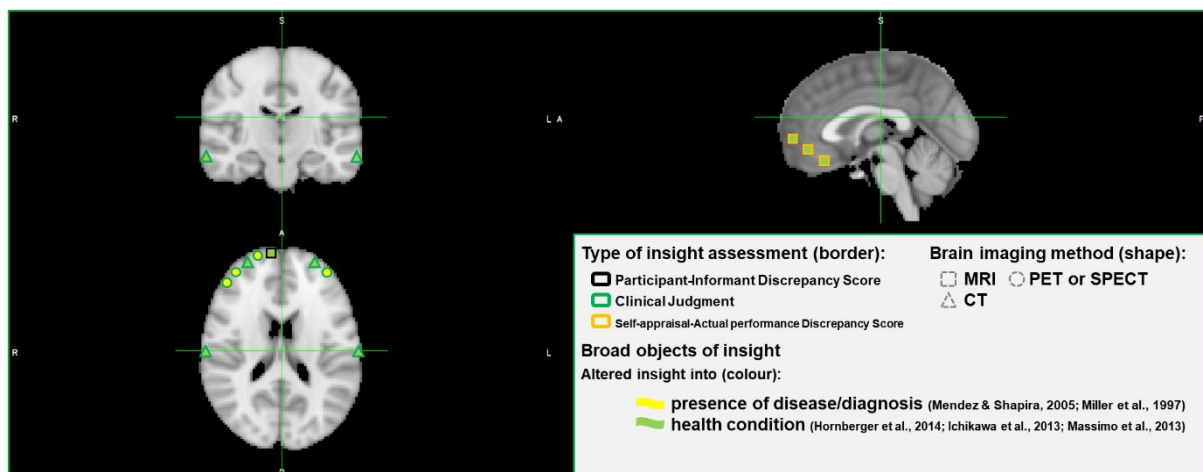 S
S
R
L A
P
A
R
L
P
Type of insight assessment (border):
Participant-Informant Discrepancy Score
Clinical Judgment
Self-appraisal-Actual performance Discrepancy Score
Brain imaging method (shape):
MRI PET or SPECT
CT
Broad objects of insight
Altered insight into (colour):
presence of disease/diagnosis (Mendez & Shapira, 2005; Miller et al., 1997)
health condition (Hornberger et al., 2014; Ichikawa et al., 2013; Massimo et al., 2013)